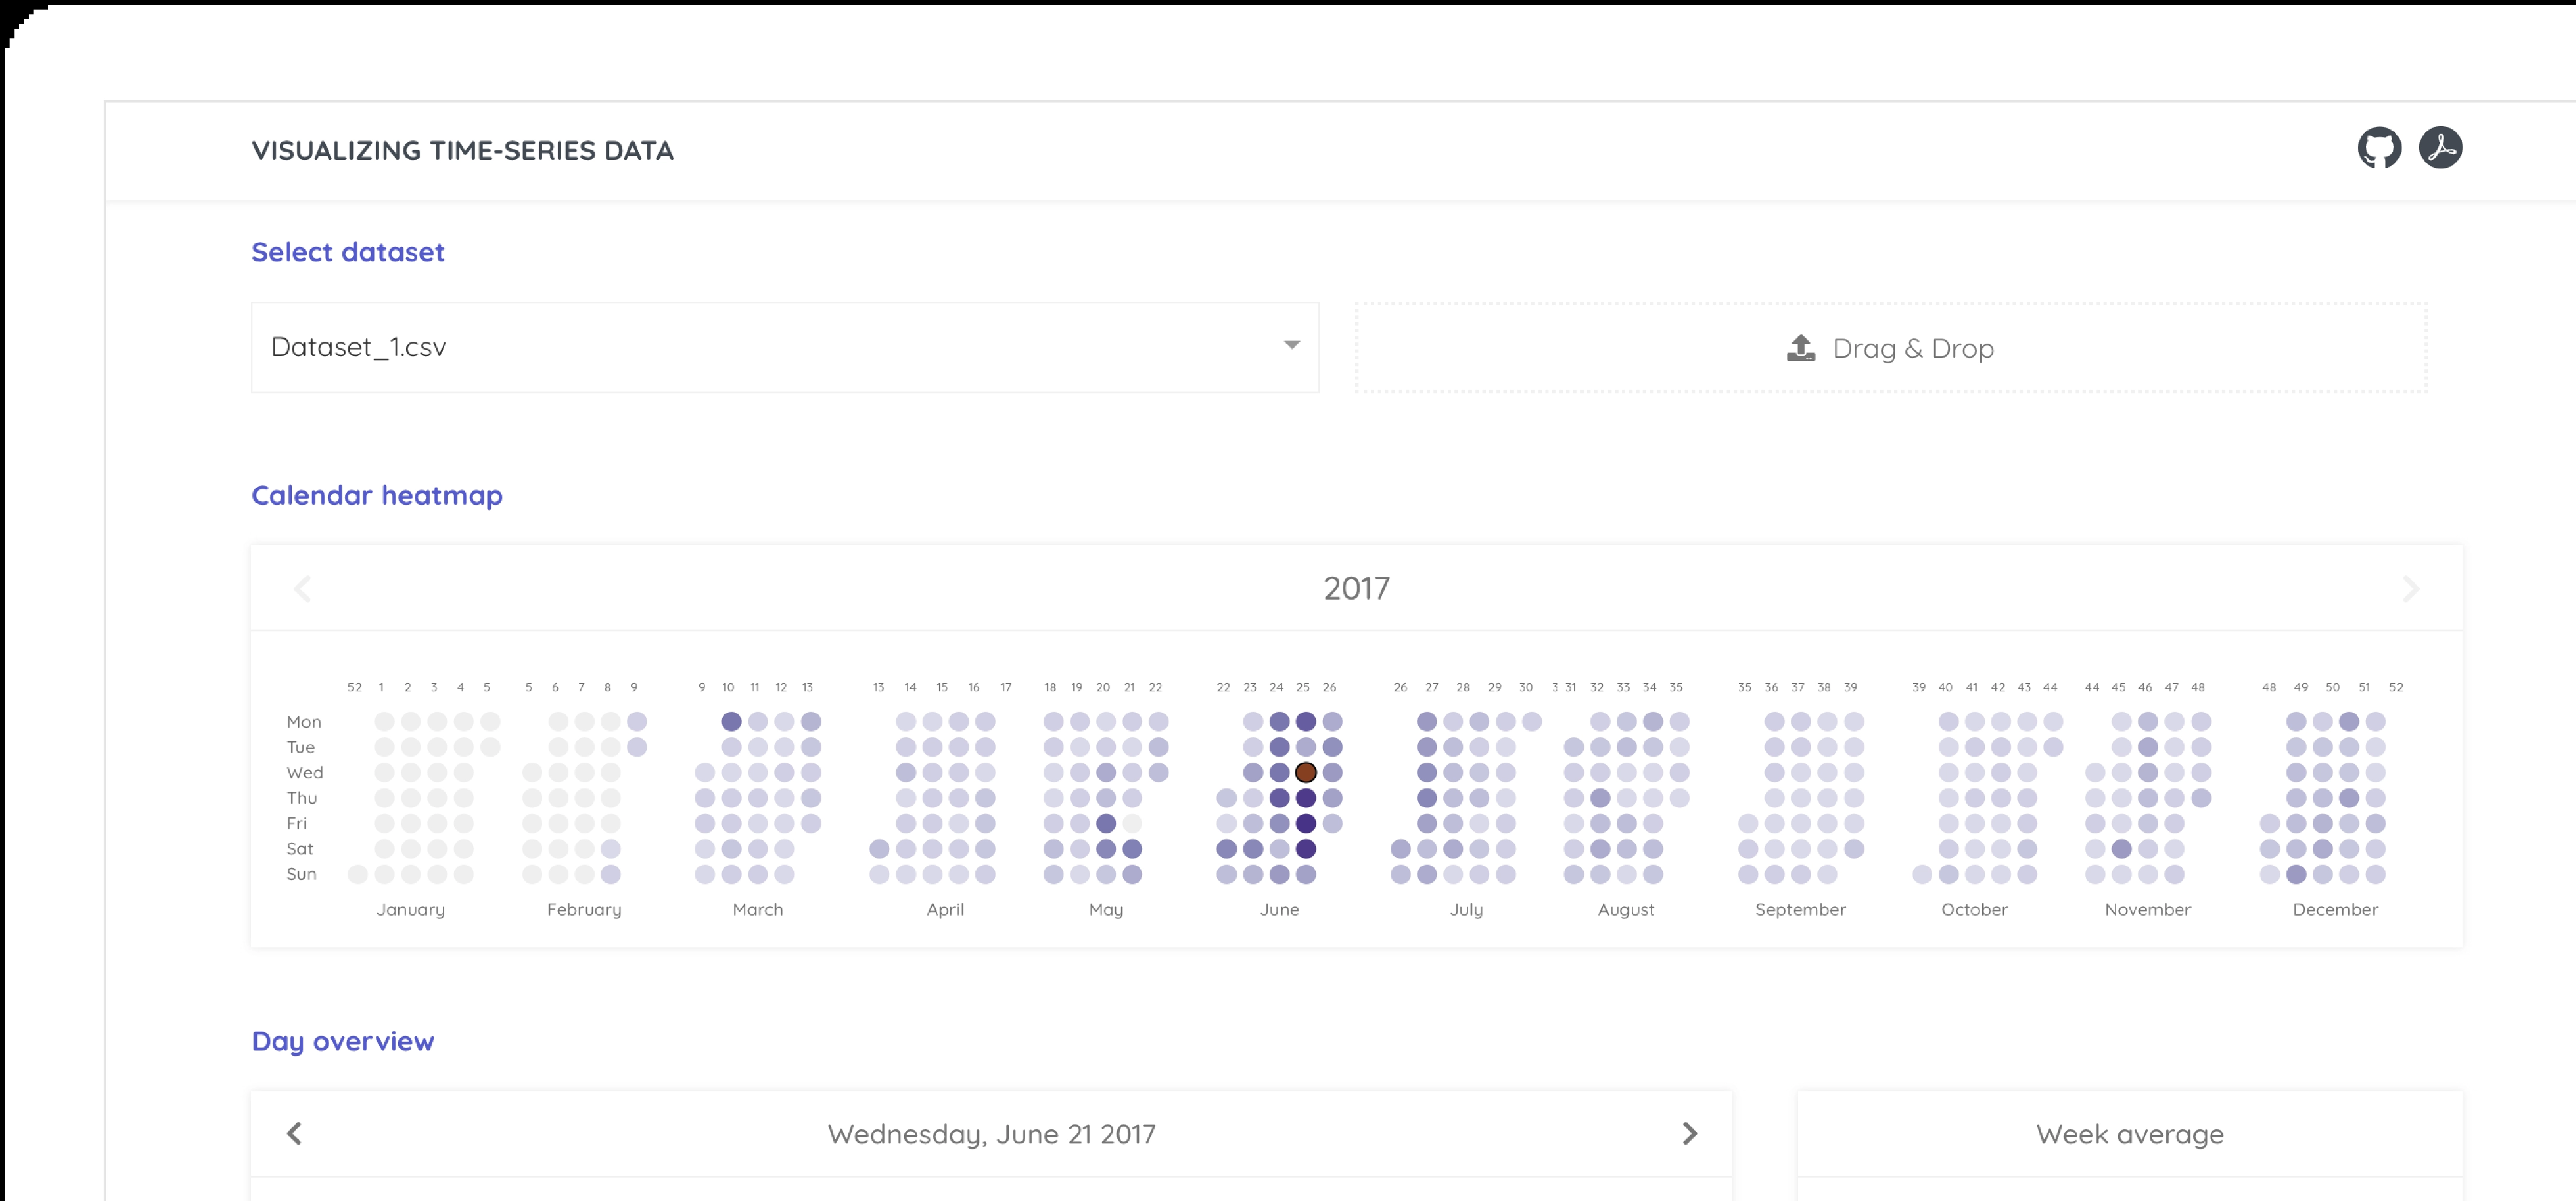 VISUALIZING TIME-SERIES DATA
Select dataset
Dataset_1.csv
Drag & Drop
Calendar heatmap
2017
52 1 2 3 4 5 5 6 7 8 9 9 10 11 12 13 13 14 15 16 17 18 19 20 21 22 22 23 24 25 26 26 27 28 29 30 3 31 32 33 34 35 35 36 37 38 39 39 40 41 42 43 44 44 45 46 47 48 48 49 50 51 52
Mon
Tue
Wed
Thu
Fri
Sat
Sun
January February March April May June July August September October November December
Day overview
Wednesday, June 21 2017
Week average